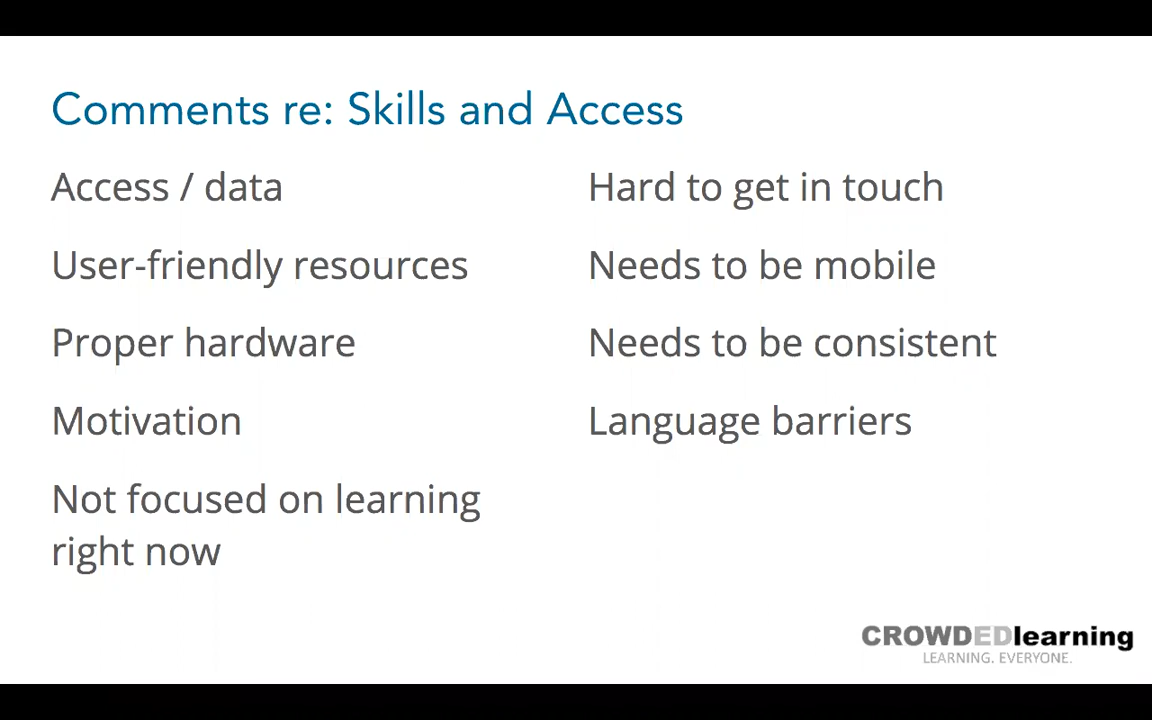 Comments re: Skills and Access
Access / data
User-friendly resources
Proper hardware
Motivation
Not focused on learning
right now
Hard to get in touch
Needs to be mobile
Needs to be consistent
Language barriers
CROWDEDlearning
LEARNING. EVERYONE.